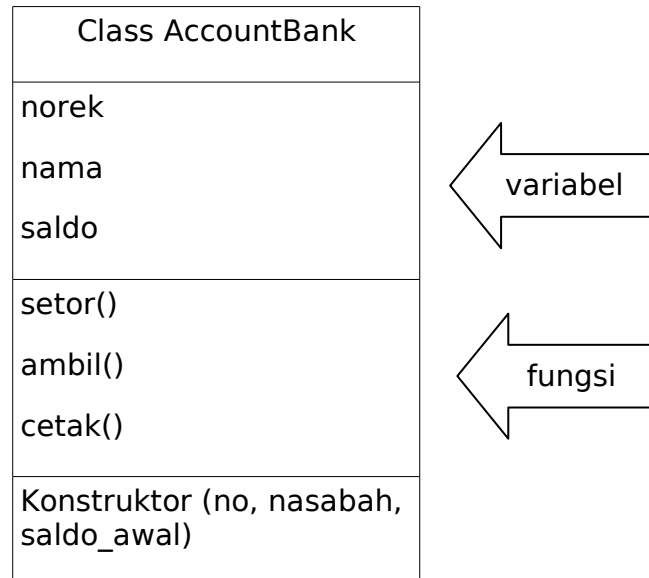 Class AccountBank
norek
nama
saldo
variabel
setor()
ambil()
cetak()
fungsi
Konstruktor (no, nasabah,
saldo_awal)